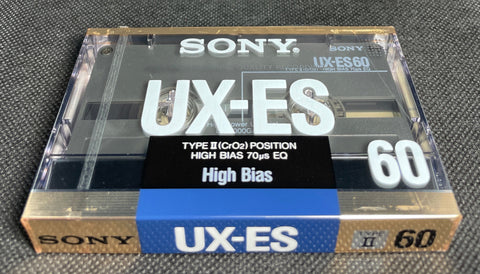 SONY.
SONY
UX-ES60
UX-ES
60
TYPE II (CrO2) POSITION
HIGH BIAS 70µs EQ
High Bias
SONY
UX-ES
TYPE
II
60